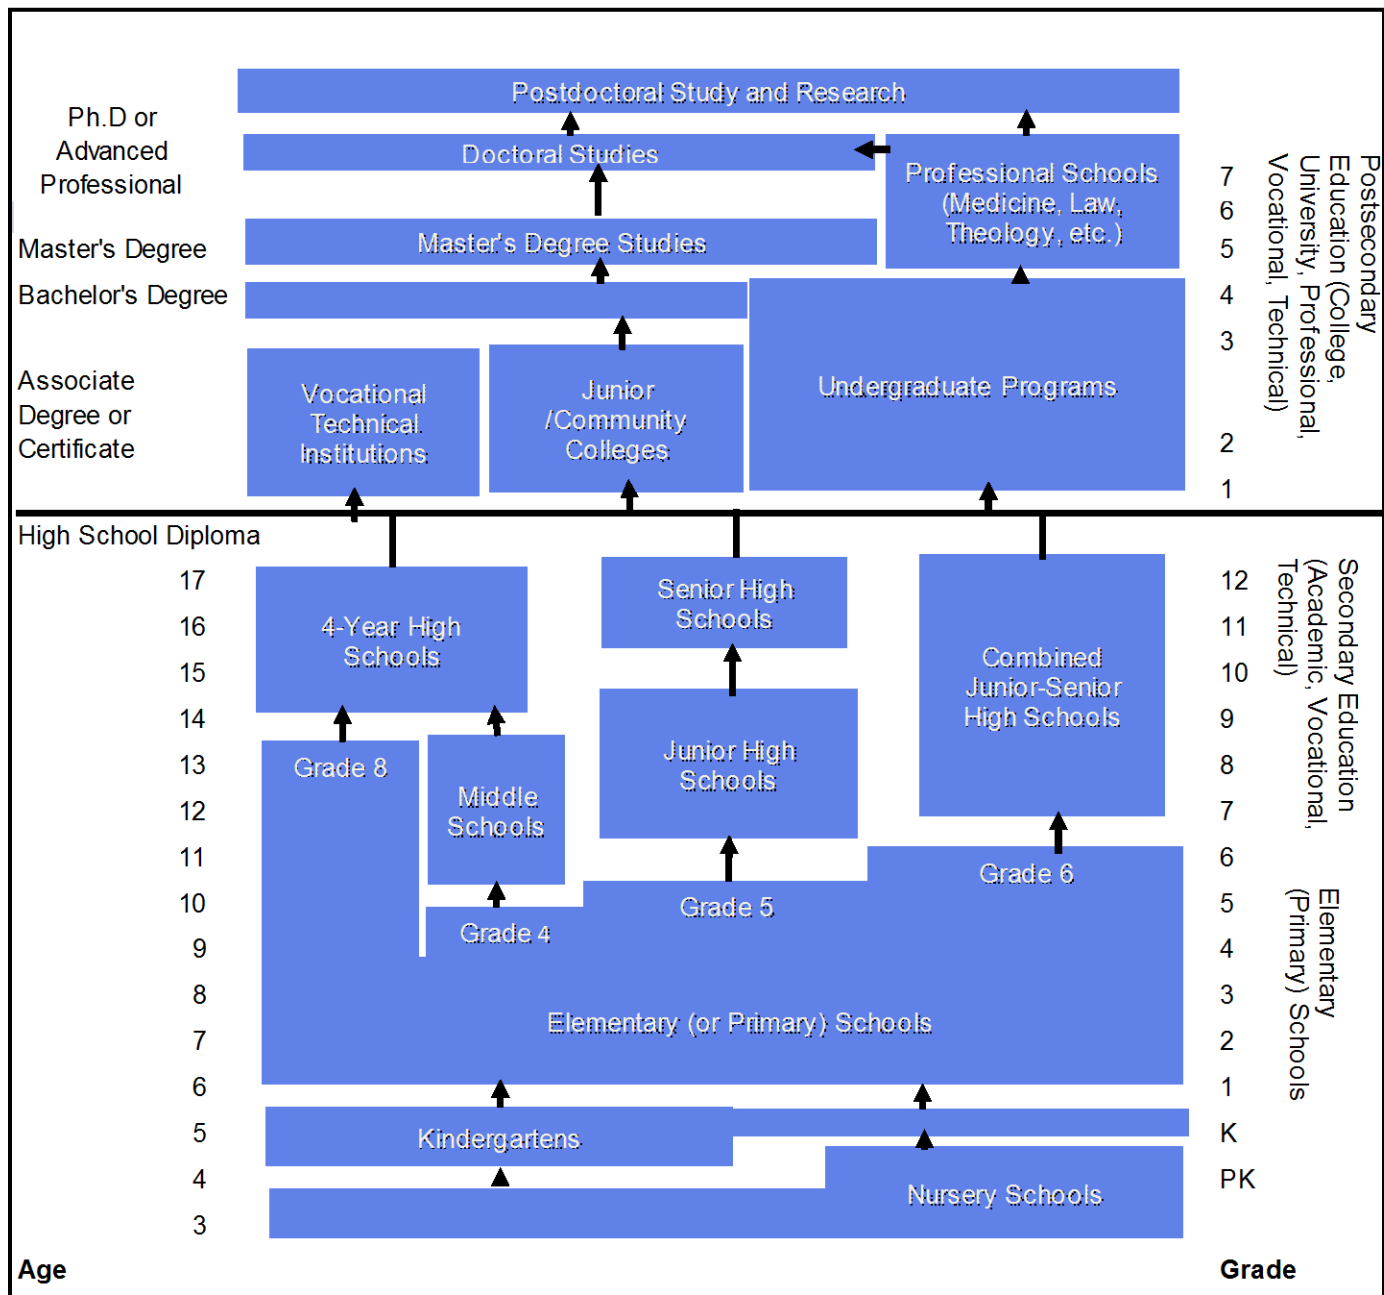 Postdoctoral Study and Research
Ph.D or
Advanced
Professional
Doctoral Studies
Professional Schools
(Medicine, Law,
Theology, etc.)
7
6
5
Postsecondary
Education (College,
University, Professional,
Vocational, Technical)
Master's Degree
Master's Degree Studies
Bachelor's Degree
4
3
Associate
Degree or
Certificate
Vocational
Technical
Institutions
Junior
/Community
Colleges
Undergraduate Programs
2
1
High School Diploma
17
16
15
14
13
12
11
10
9
8
7
6
5
4
3
4-Year High
Schools
Senior High
Schools
Combined
Junior-Senior
High Schools
Grade 8
Middle
Schools
Junior High
Schools
Grade 4
Grade 5
Grade 6
Elementary (or Primary) Schools
Kindergartens
Nursery Schools
12
11
10
9
8
7
6
5
4
3
2
1
K
PK
Secondary Education
(Academic, Vocational,
Technical)
Elementary
(Primary) Schools
Age
Grade